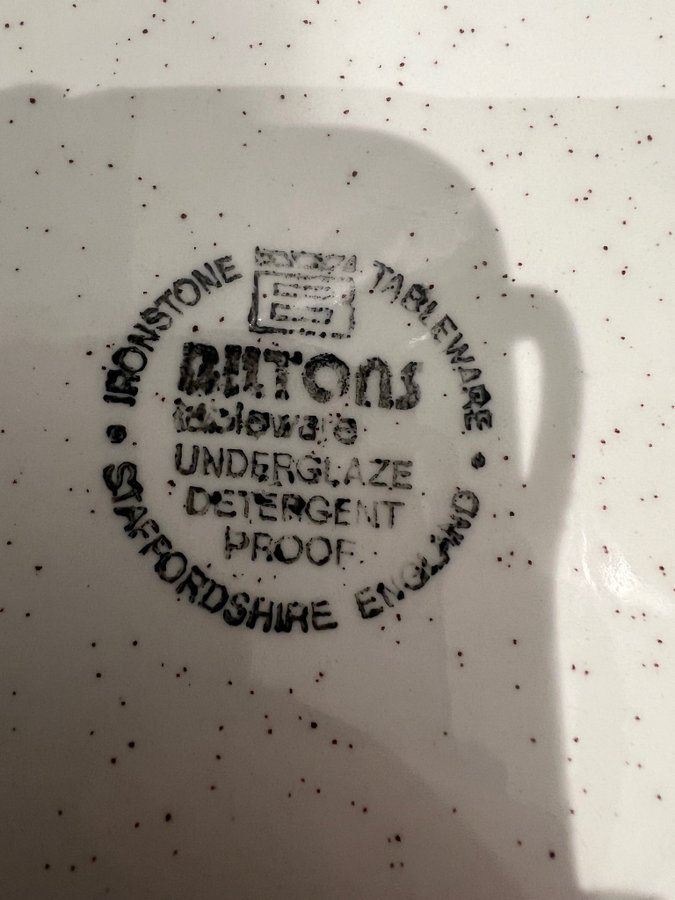 IRONSTONE TABLEWARE
BILTONS
tableware
UNDERGLAZE
DETERGENT
PROOF
STAFFORDSHIRE ENGLAND